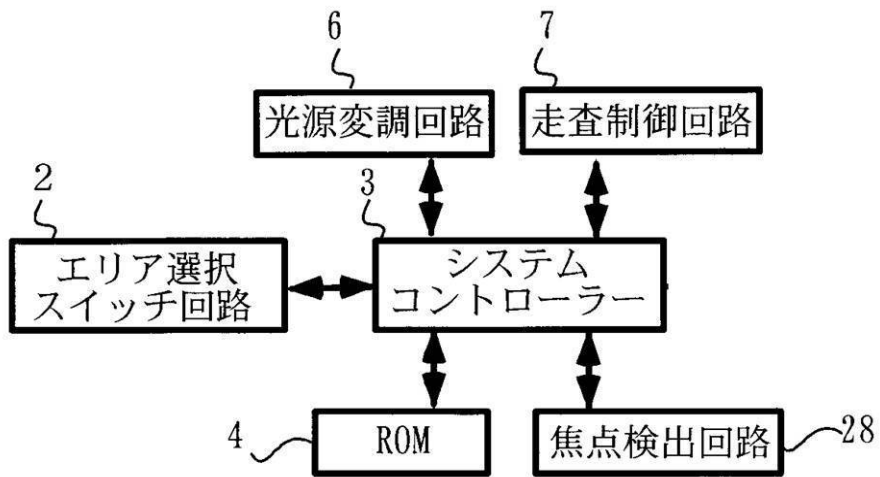 6
7
光源変調回路
走査制御回路
2
3
エリア選択
スイッチ回路
システム
コントローラー
4
ROM
焦点検出回路
28